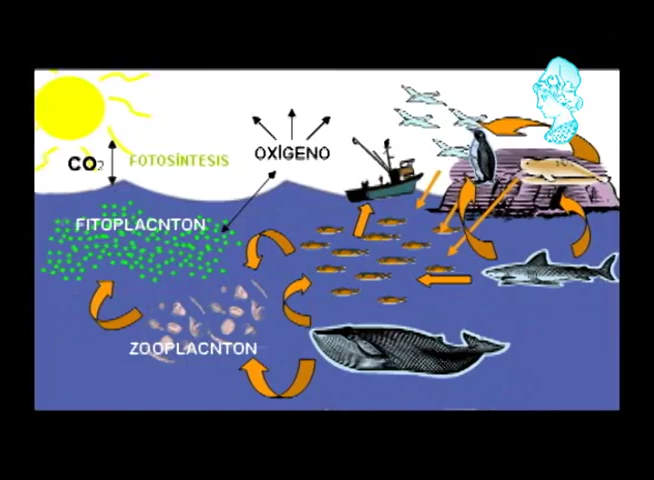 CO2
FOTOSÍNTESIS
OXÍGENO
FITOPLACNTON
ZOOPLACNTON